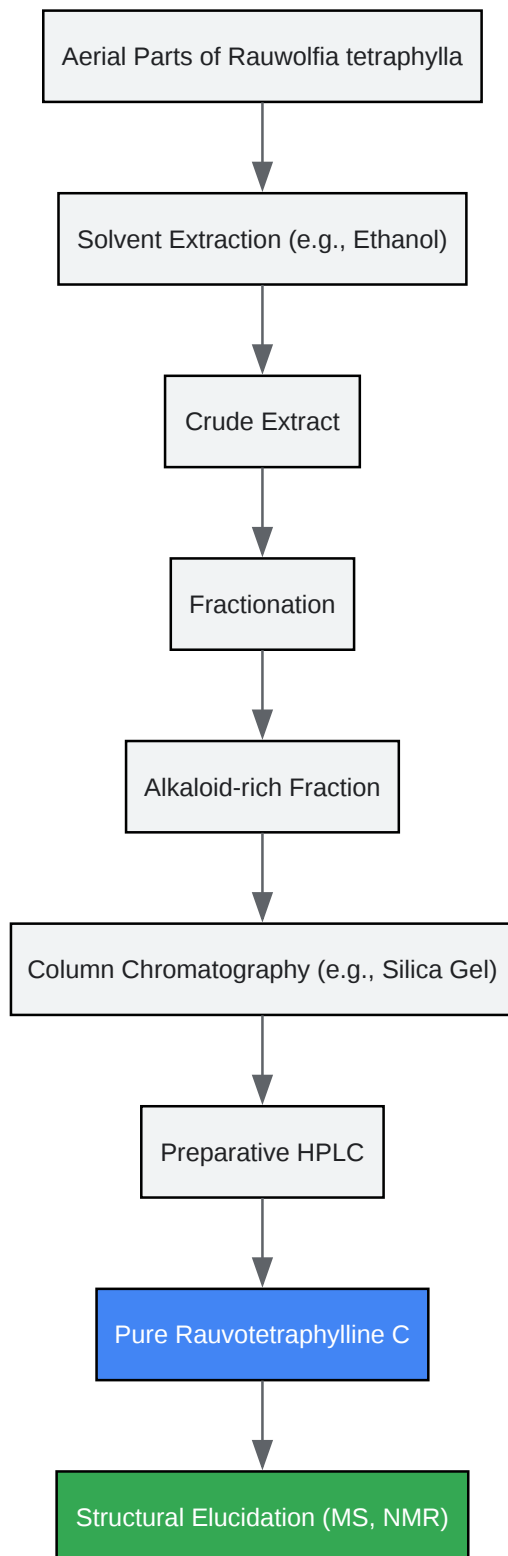 Aerial Parts of Rauwolfia tetraphylla
Solvent Extraction (e.g., Ethanol)
Crude Extract
Fractionation
Alkaloid-rich Fraction
Column Chromatography (e.g., Silica Gel)
Preparative HPLC
Pure Rauvotetraphylline C
Structural Elucidation (MS, NMR)